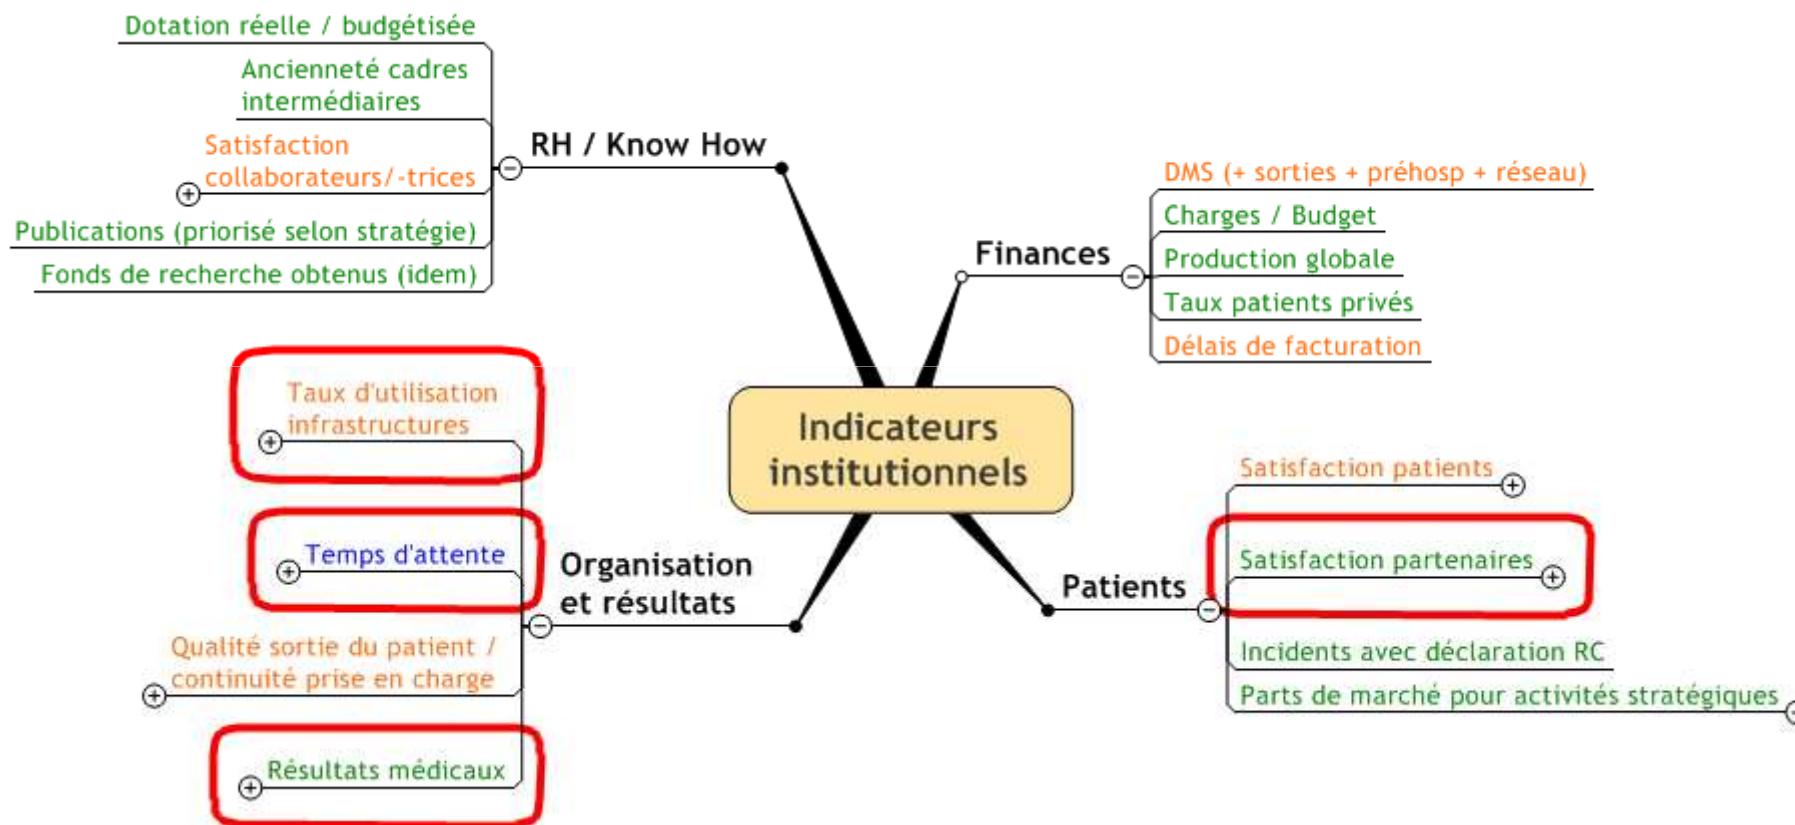 Dotation réelle / budgétisée
Ancienneté cadres
intermédiaires
Satisfaction
collaborateurs/-trices
Publications (priorisé selon stratégie)
Fonds de recherche obtenus (idem)
RH / Know How
Finances
DMS (+ sorties + préhosp + réseau)
Charges / Budget
Production globale
Taux patients privés
Délais de facturation
Indicateurs
institutionnels
Taux d'utilisation
infrastructures
Temps d'attente
Qualité sortie du patient /
continuité prise en charge
Résultats médicaux
Organisation
et résultats
Patients
Satisfaction patients
Satisfaction partenaires
Incidents avec déclaration RC
Parts de marché pour activités stratégiques